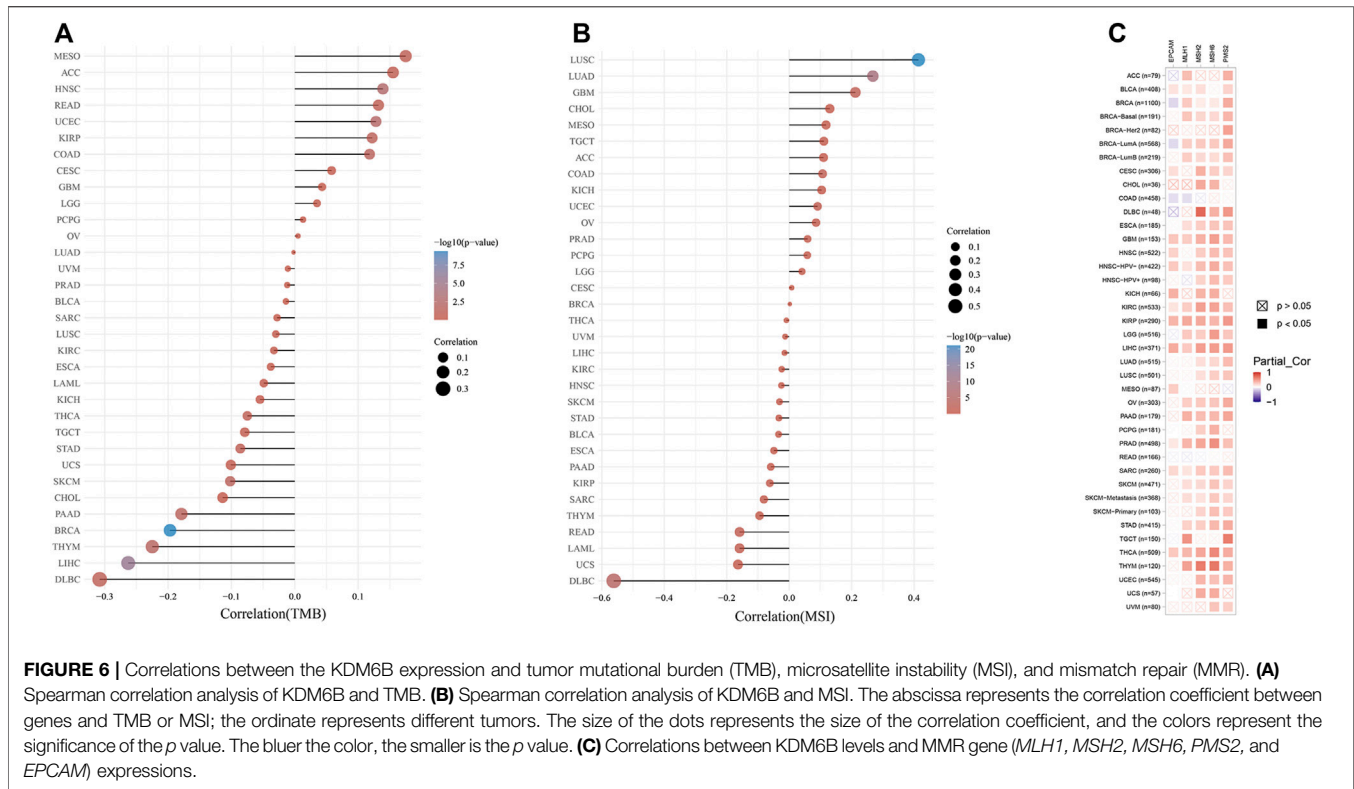 A
MESO
ACC
HNSC
READ
UCEC
KIRP
COAD
CESC
GBM
LGG
PCPG
OV
LUAD
UVM
PRAD
BLCA
SARC
LUSC
KIRC
ESCA
LAML
KICH
THCA
TGCT
STAD
UCS
SKCM
CHOL
PAAD
BRCA
THYM
LIHC
DLBC
-0.3 -0.2 -0.1 0.0 0.1
Correlation(TMB)
-log10(p-value)
7.5
5.0
2.5
Correlation
0.1
0.2
0.3
B
LUSC
LUAD
GBM
CHOL
MESO
TGCT
ACC
COAD
KICH
UCEC
OV
PRAD
PCPG
LGG
CESC
BRCA
THCA
UVM
LIHC
KIRC
HNSC
SKCM
STAD
BLCA
ESCA
PAAD
KIRP
SARC
THYM
READ
LAML
UCS
DLBC
-0.6 -0.4 -0.2 0.0 0.2 0.4
Correlation(MSI)
Correlation
0.1
0.2
0.3
0.4
0.5
-log10(p-value)
20
15
10
5
C
EPCAM MLH1 MSH2 MSH6 PMS2
ACC (n=79)
BLCA (n=408)
BRCA (n=1100)
BRCA-Basal (n=191)
BRCA-Her2 (n=82)
BRCA-LumA (n=568)
BRCA-LumB (n=219)
CESC (n=306)
CHOL (n=36)
COAD (n=458)
DLBC (n=48)
ESCA (n=185)
GBM (n=153)
HNSC (n=522)
HNSC-HPV- (n=422)
HNSC-HPV+ (n=98)
KICH (n=66)
KIRC (n=533)
KIRP (n=290)
LGG (n=516)
LIHC (n=371)
LUAD (n=515)
LUSC (n=501)
MESO (n=87)
OV (n=303)
PAAD (n=179)
PCPG (n=181)
PRAD (n=498)
READ (n=166)
SARC (n=260)
SKCM (n=471)
SKCM-Metastasis (n=368)
SKCM-Primary (n=103)
STAD (n=415)
TGCT (n=150)
THCA (n=509)
THYM (n=120)
UCEC (n=545)
UCS (n=57)
UVM (n=80)
p > 0.05
p < 0.05
Partial_Cor
1
0
-1
FIGURE 6 | Correlations between the KDM6B expression and tumor mutational burden (TMB), microsatellite instability (MSI), and mismatch repair (MMR). (A)
Spearman correlation analysis of KDM6B and TMB. (B) Spearman correlation analysis of KDM6B and MSI. The abscissa represents the correlation coefficient between
genes and TMB or MSI; the ordinate represents different tumors. The size of the dots represents the size of the correlation coefficient, and the colors represent the
significance of the p value. The bluer the color, the smaller is the p value. (C) Correlations between KDM6B levels and MMR gene (MLH1, MSH2, MSH6, PMS2, and
EPCAM) expressions.